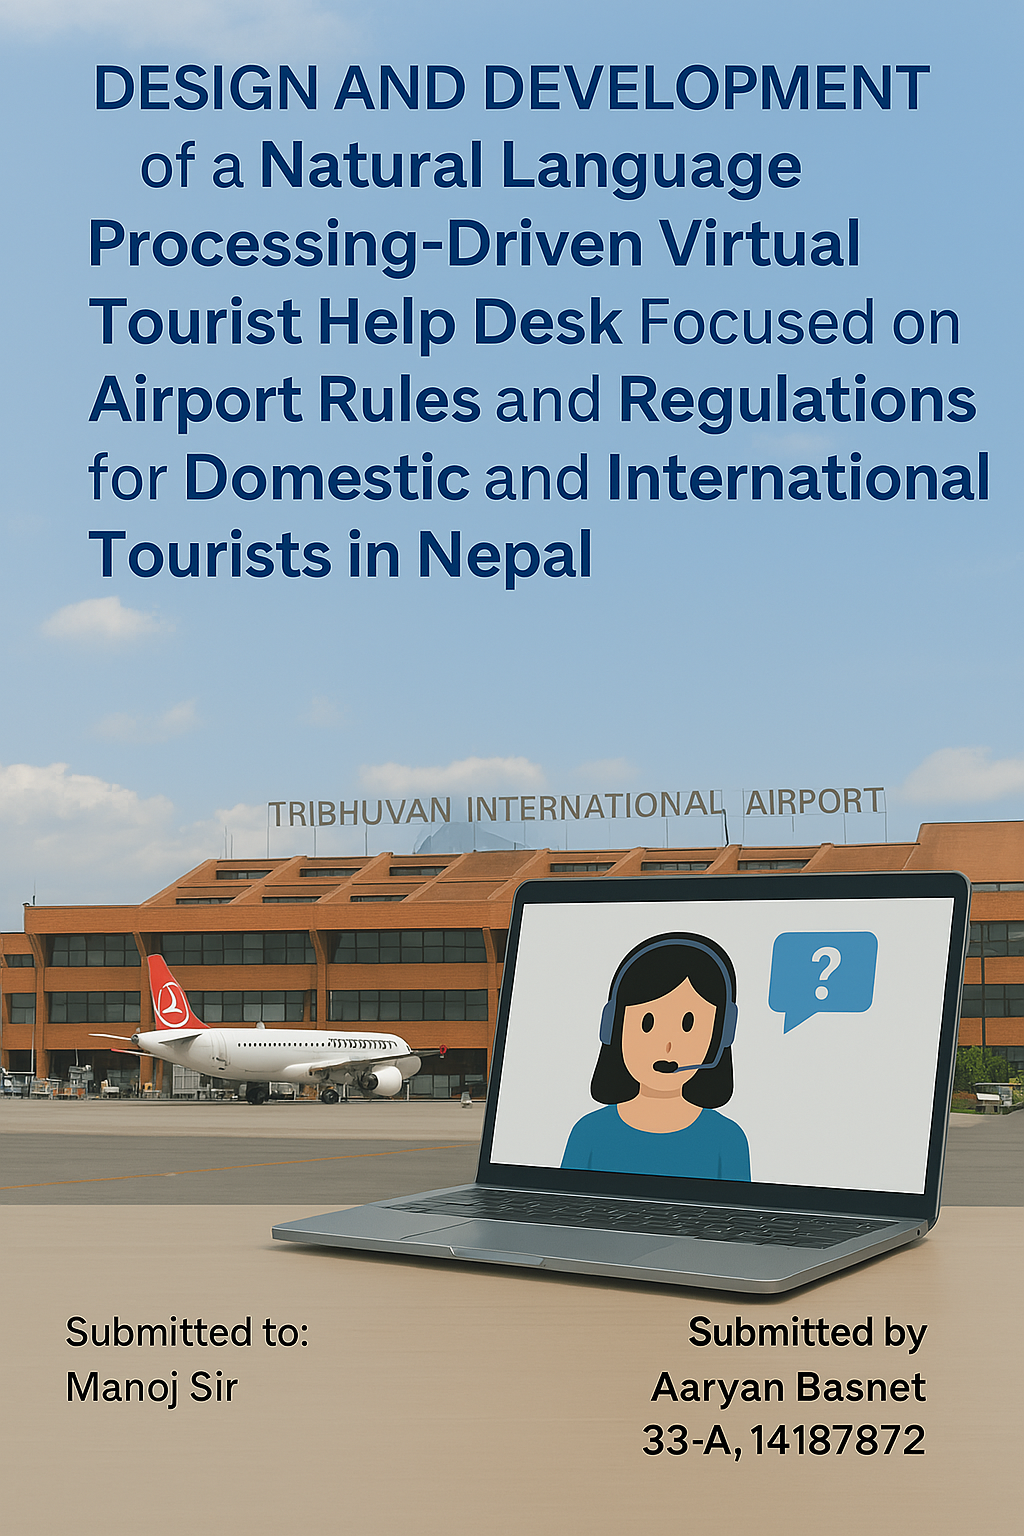 DESIGN AND DEVELOPMENT
of a Natural Language
Processing-Driven Virtual
Tourist Help Desk Focused on
Airport Rules and Regulations
for Domestic and International
Tourists in Nepal
TRIBHUVAN INTERNATIONAL AIRPORT
?
Submitted to:
Manoj Sir
Submitted by
Aaryan Basnet
33-A, 14187872